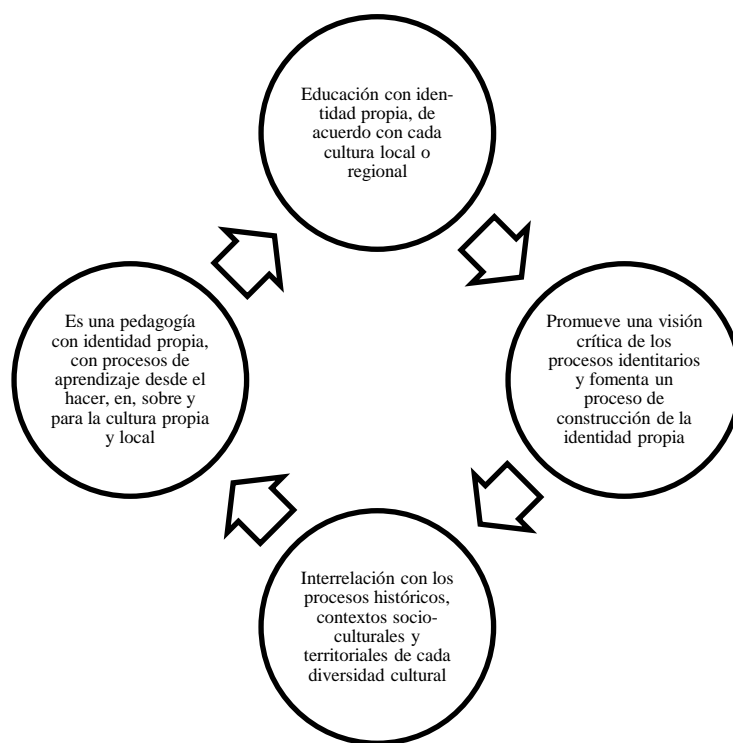 Educación con iden-
tidad propia, de
acuerdo con cada
cultura local o
regional
Promueve una visión
crítica de los
procesos identitarios
y fomenta un
proceso de
construcción de la
identidad propia
Interrelación con los
procesos históricos,
contextos socio-
culturales y
territoriales de cada
diversidad cultural
Es una pedagogía
con identidad propia,
con procesos de
aprendizaje desde el
hacer, en, sobre y
para la cultura propia
y local